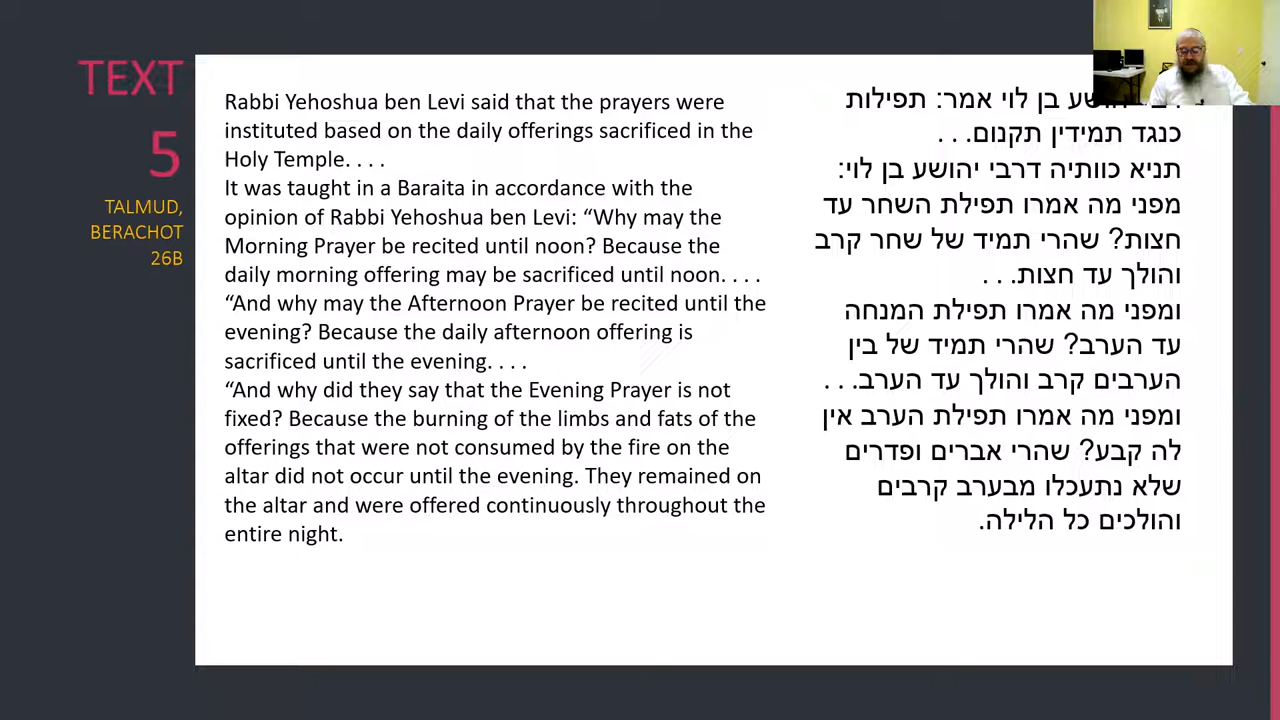 TEXT
5
TALMUD,
BERACHOT
26B
Rabbi Yehoshua ben Levi said that the prayers were
instituted based on the daily offerings sacrificed in the
Holy Temple. . . .
It was taught in a Baraita in accordance with the
opinion of Rabbi Yehoshua ben Levi: “Why may the
Morning Prayer be recited until noon? Because the
daily morning offering may be sacrificed until noon. . . .
“And why may the Afternoon Prayer be recited until the
evening? Because the daily afternoon offering is
sacrificed until the evening. . . .
“And why did they say that the Evening Prayer is not
fixed? Because the burning of the limbs and fats of the
offerings that were not consumed by the fire on the
altar did not occur until the evening. They remained on
the altar and were offered continuously throughout the
entire night.
בן לוי אמר: תפילות
כנגד תמידין תקנום. . .
תניא כוותיה דרבי יהושע בן לוי:
מפני מה אמרו תפילת השחר עד
חצות? שהרי תמיד של שחר קרב
והולך עד חצות. . .
ומפני מה אמרו תפילת המנחה
עד הערב? שהרי תמיד של בין
הערבים קרב והולך עד הערב. . .
ומפני מה אמרו תפילת הערב אין
לה קבע? שהרי אברים ופדרים
שלא נתעכלו מבערב קרבים
והולכים כל הלילה.